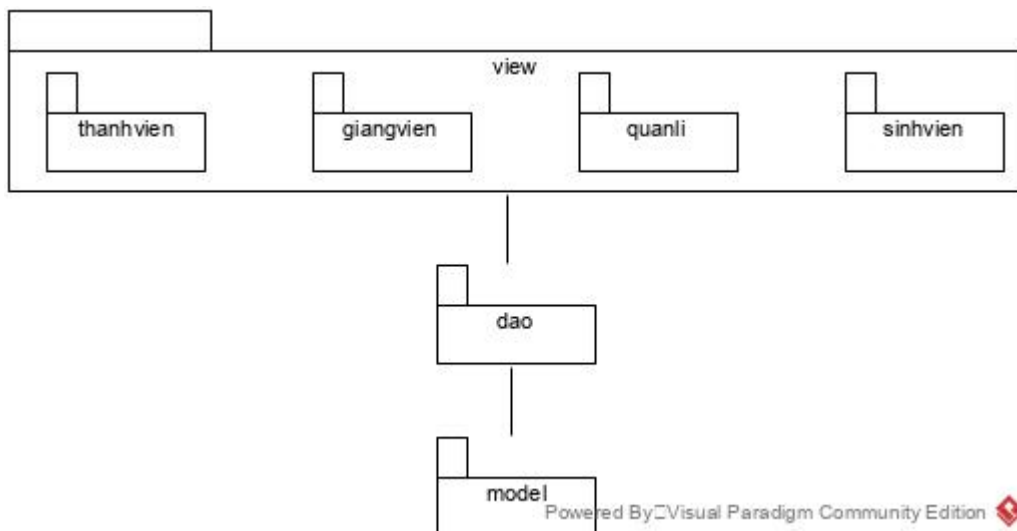 view
thanhvien
giangvien
quanli
sinhvien
dao
model
Powered By□Visual Paradigm Community Edition